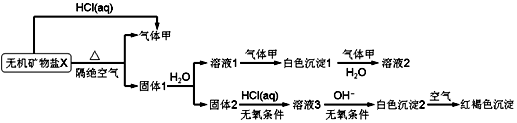 HCl(aq)
气体甲
无机矿物盐X
△
隔绝空气
固体1
H₂O
溶液1
气体甲
白色沉淀1
气体甲
H₂O
溶液2
固体2
HCl(aq)
无氧条件
溶液3
OH⁻
无氧条件
白色沉淀2
空气
红褐色沉淀